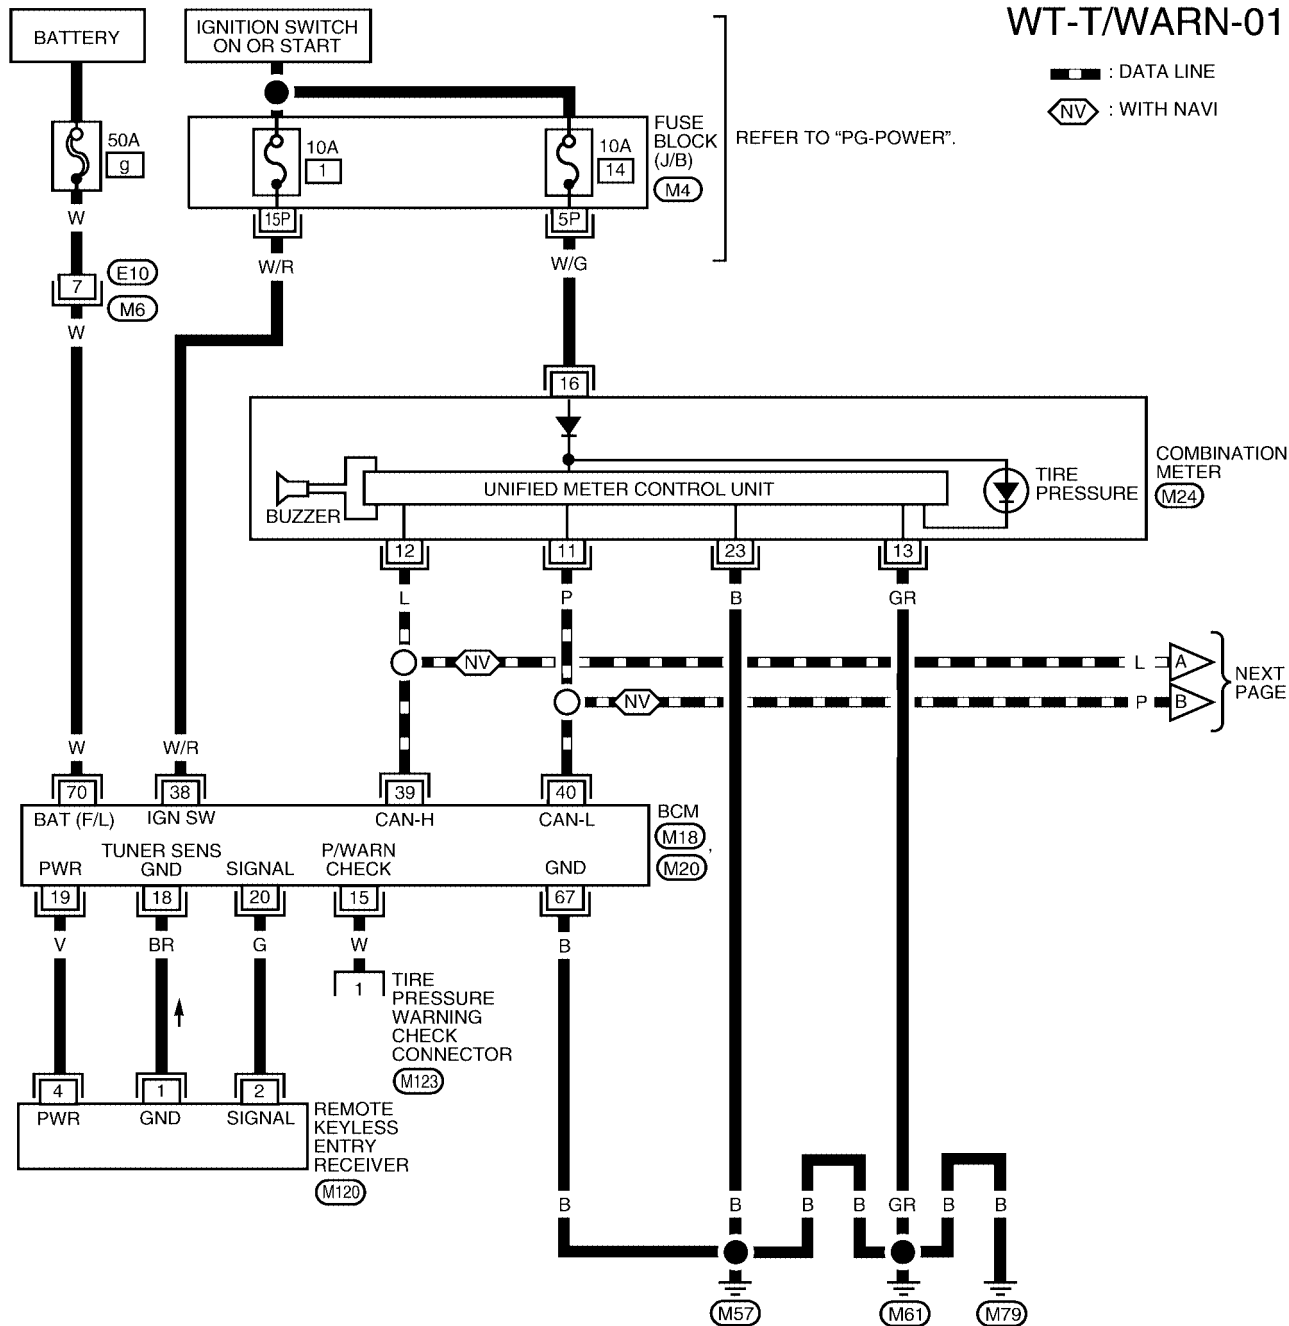 WT-T/WARN-01
BATTERY
IGNITION SWITCH
ON OR START
: DATA LINE
NV : WITH NAVI
50A
g
10A
1
10A
14
FUSE
BLOCK
(J/B)
M4
REFER TO "PG-POWER".
W
15P
5P
W/R
W/G
7
E10
M6
W
16
COMBINATION
METER
M24
TIRE
PRESSURE
UNIFIED METER CONTROL UNIT
BUZZER
12
11
23
13
L
P
B
GR
NV
L
A
NV
P
B
NEXT
PAGE
W
W/R
70
38
39
40
BAT (F/L)
IGN SW
CAN-H
CAN-L
BCM
M18
,
M20
PWR
TUNER SENS
GND
SIGNAL
P/WARN
CHECK
GND
19
18
20
15
67
V
BR
G
W
B
1
TIRE
PRESSURE
WARNING
CHECK
CONNECTOR
M123
4
1
2
PWR
GND
SIGNAL
REMOTE
KEYLESS
ENTRY
RECEIVER
M120
B
B
B
B
GR
B
B
M57
M61
M79